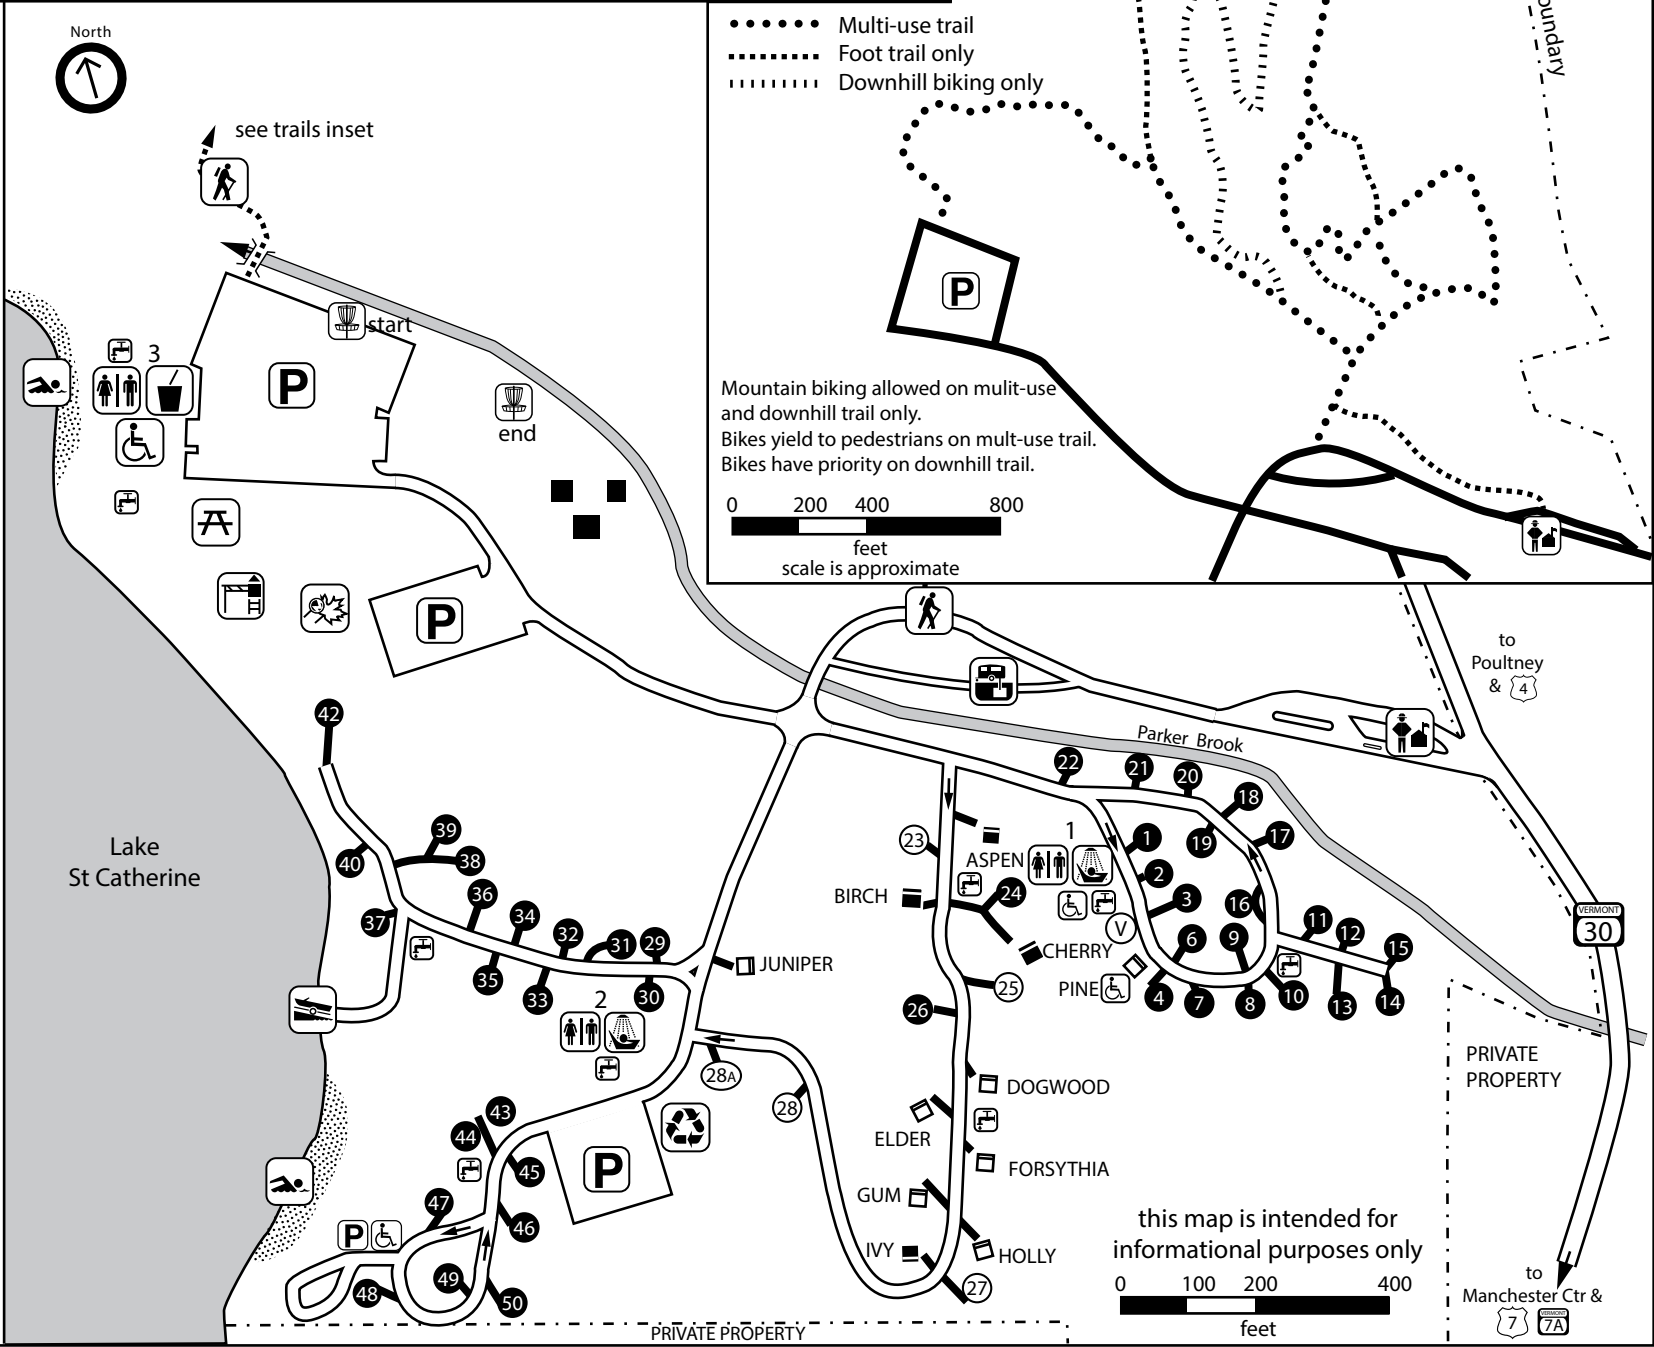 North
see trails inset
Multi-use trail
Foot trail only
Downhill biking only
oundary
P
Mountain biking allowed on mulit-use
and downhill trail only.
Bikes yield to pedestrians on mult-use trail.
Bikes have priority on downhill trail.
0 200 400 800
feet
scale is approximate
start
3
P
end
P
to
Poultney
& 4
Parker Brook
42
22
21
20
18
19
17
1
39
38
40
23
ASPEN
1
2
BIRCH
24
3
16
36
34
37
32
31
29
V
11
12
15
6
9
CHERRY
VERMONT
30
JUNIPER
35
33
30
PINE
4
7
8
10
13
14
25
26
2
Lake
St Catherine
28A
28
DOGWOOD
PRIVATE
PROPERTY
43
44
45
P
ELDER
FORSYTHIA
GUM
47
46
P
IVY
HOLLY
27
48
49
50
this map is intended for
informational purposes only
0 100 200 400
feet
to
Manchester Ctr &
7 VERMONT 7A
PRIVATE PROPERTY